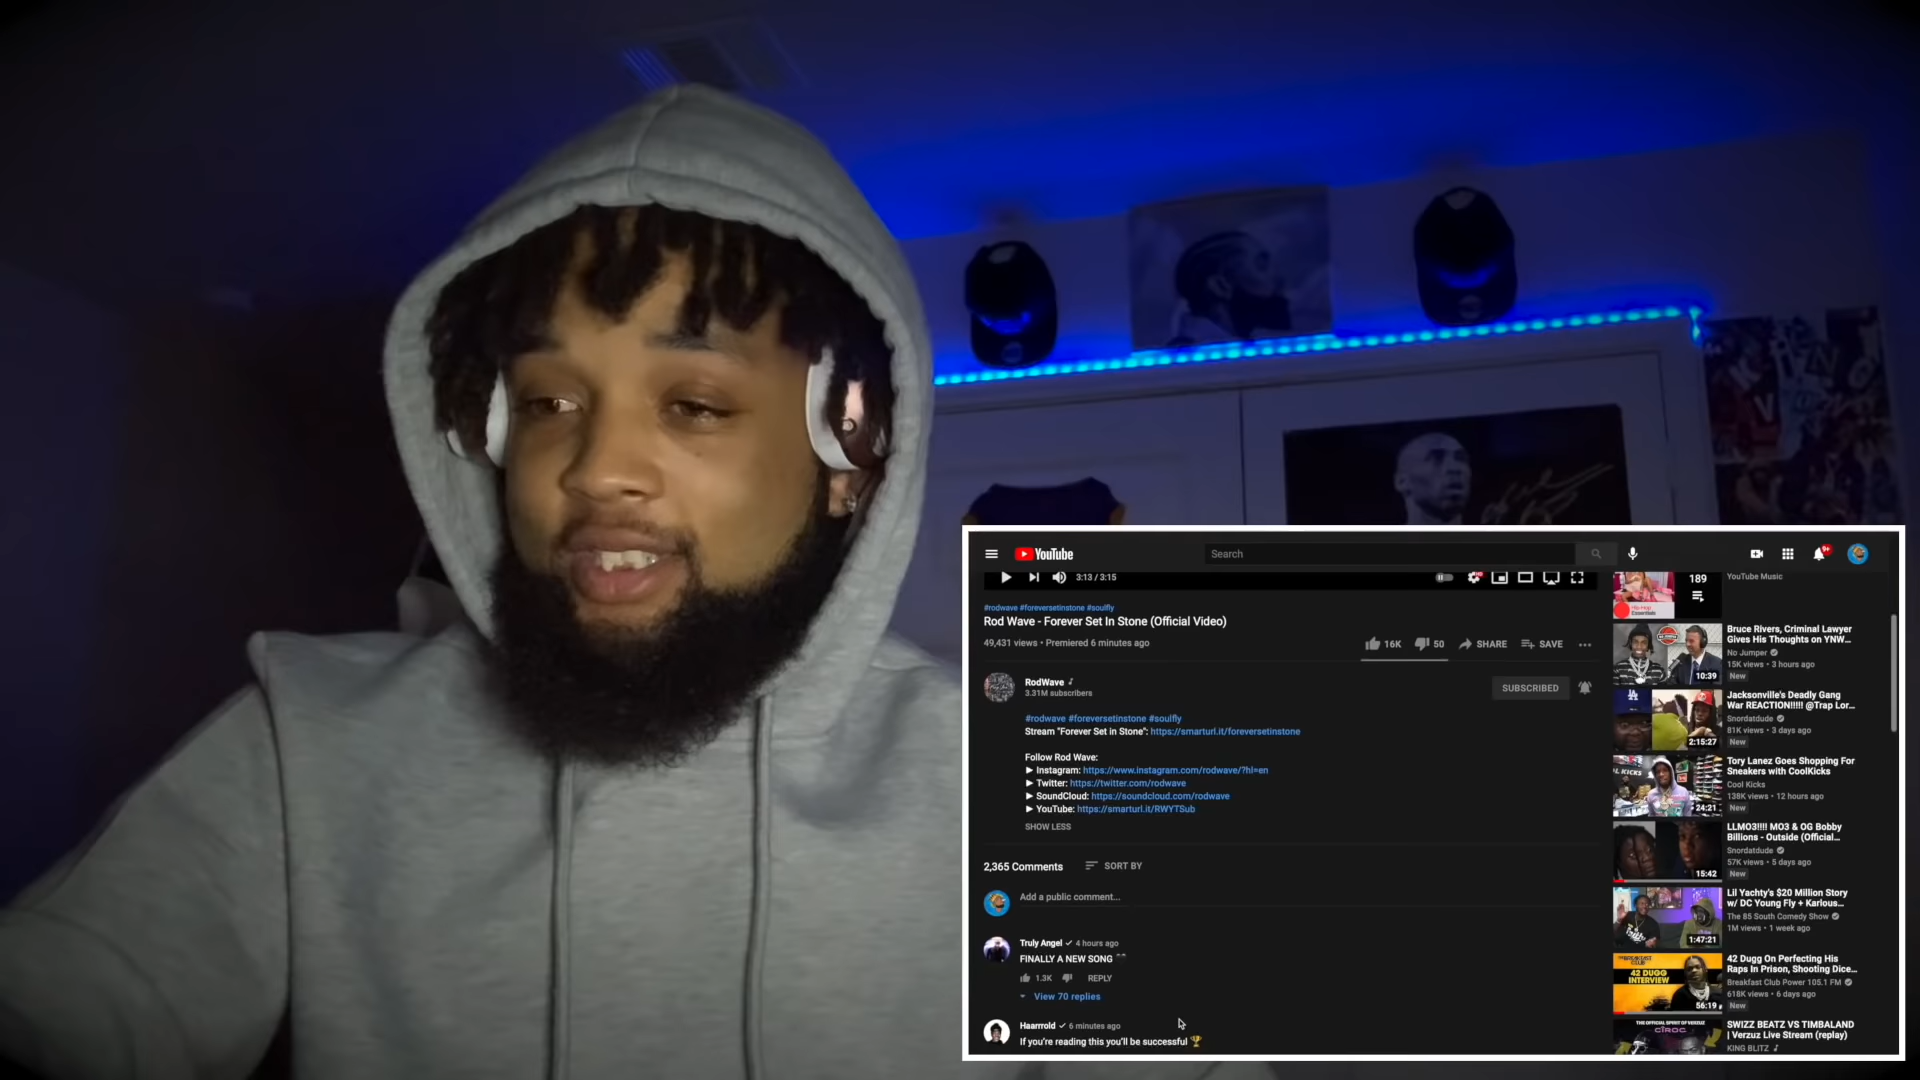 YouTube
Search
9+
3:13 / 3:15
#rodwave #foreversetinstone #soulfly
Rod Wave - Forever Set In Stone (Official Video)
49,431 views • Premiered 6 minutes ago
16K
50
SHARE
SAVE
RodWave
3.31M subscribers
SUBSCRIBED
#rodwave #foreversetinstone #soulfly
Stream "Forever Set in Stone": https://smarturl.it/foreversetinstone
Follow Rod Wave:
► Instagram: https://www.instagram.com/rodwave/?hl=en
► Twitter: https://twitter.com/rodwave
► SoundCloud: https://soundcloud.com/rodwave
► YouTube: https://smarturl.it/RWYTSub
SHOW LESS
2,365 Comments
SORT BY
Add a public comment...
Truly Angel ✓ 4 hours ago
FINALLY A NEW SONG
1.3K
REPLY
View 70 replies
Haarrrold ✓ 6 minutes ago
If you're reading this you'll be successful 🏆
189
YouTube Music
Bruce Rivers, Criminal Lawyer
Gives His Thoughts on YNW...
No Jumper
15K views • 3 hours ago
New
10:39
Jacksonville's Deadly Gang
War REACTION!!!!! @Trap Lor...
Snordatdude
81K views • 3 days ago
New
2:15:27
Tory Lanez Goes Shopping For
Sneakers with CoolKicks
Cool Kicks
138K views • 12 hours ago
New
24:21
LLMO3!!!! MO3 & OG Bobby
Billions - Outside (Official...
Snordatdude
57K views • 5 days ago
New
15:42
Lil Yachty's $20 Million Story
w/ DC Young Fly + Karlous...
The 85 South Comedy Show
1M views • 1 week ago
1:47:21
42 Dugg On Perfecting His
Raps In Prison, Shooting Dice...
Breakfast Club Power 105.1 FM
618K views • 6 days ago
New
42 DUGG
INTERVIEW
56:19
SWIZZ BEATZ VS TIMBALAND
| Verzuz Live Stream (replay)
KING BLITZ
CÎROC